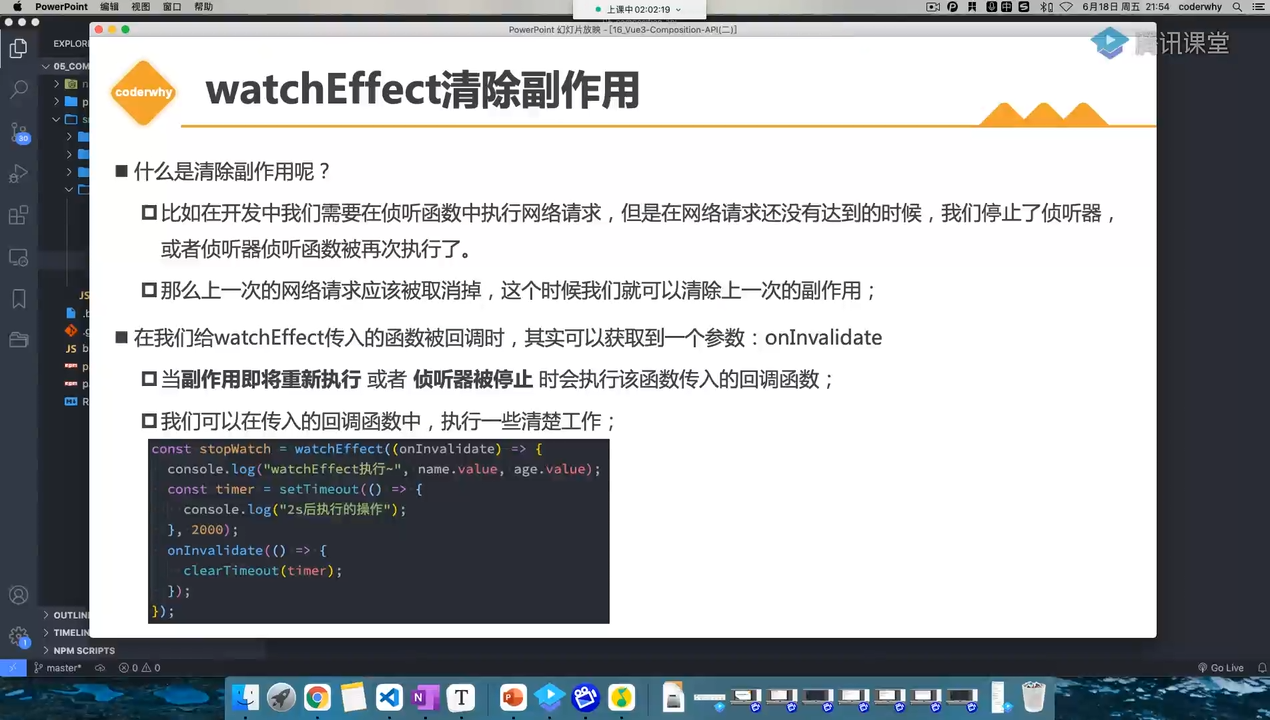 PowerPoint 编辑 视图 窗口 帮助
上课中 02:02:19
6月18日 周五 21:54 coderwhy
PowerPoint 幻灯片放映 - [16_Vue3-Composition-API(二)]
腾讯课堂
EXPLOR
05_COM
coderwhy
watchEffect清除副作用
什么是清除副作用呢？
比如在开发中我们需要在侦听函数中执行网络请求，但是在网络请求还没有达到的时候，我们停止了侦听器，
或者侦听器侦听函数被再次执行了。
那么上一次的网络请求应该被取消掉，这个时候我们就可以清除上一次的副作用；
在我们给watchEffect传入的函数被回调时，其实可以获取到一个参数：onInvalidate
当副作用即将重新执行 或者 侦听器被停止 时会执行该函数传入的回调函数；
我们可以在传入的回调函数中，执行一些清楚工作；
const stopWatch = watchEffect((onInvalidate) => {
console.log("watchEffect执行~", name.value, age.value);
const timer = setTimeout(() => {
console.log("2s后执行的操作");
}, 2000);
onInvalidate(() => {
clearTimeout(timer);
});
});
30
JS
JS b
OUTLIN
TIMELIN
NPM SCRIPTS
1
master*
0 0
Go Live